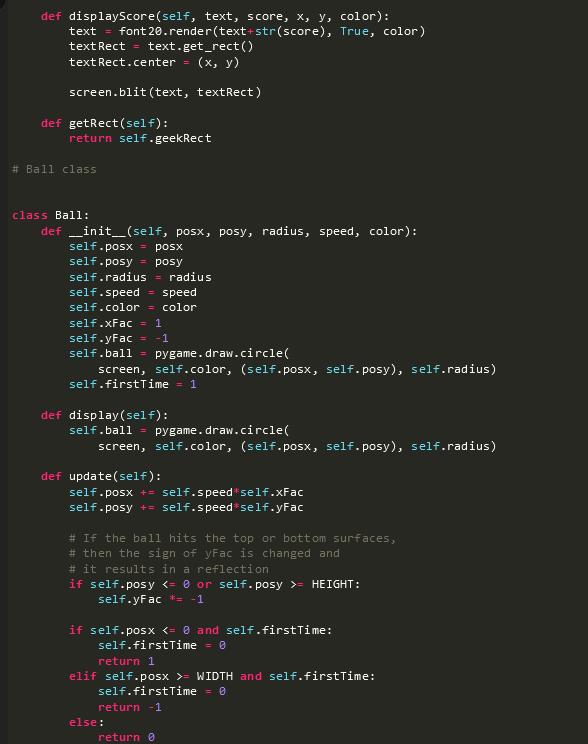 def displayScore(self, text, score, x, y, color):
text = font20.render(text+str(score), True, color)
textRect = text.get_rect()
textRect.center = (x, y)
screen.blit(text, textRect)
def getRect(self):
return self.geekRect
# Ball class
class Ball:
def __init__(self, posx, posy, radius, speed, color):
self.posx = posx
self.posy = posy
self.radius = radius
self.speed = speed
self.color = color
self.xFac = 1
self.yFac = -1
self.ball = pygame.draw.circle(
screen, self.color, (self.posx, self.posy), self.radius)
self.firstTime = 1
def display(self):
self.ball = pygame.draw.circle(
screen, self.color, (self.posx, self.posy), self.radius)
def update(self):
self.posx += self.speed*self.xFac
self.posy += self.speed*self.yFac
# If the ball hits the top or bottom surfaces,
# then the sign of yFac is changed and
# it results in a reflection
if self.posy <= 0 or self.posy >= HEIGHT:
self.yFac *= -1
if self.posx <= 0 and self.firstTime:
self.firstTime = 0
return 1
elif self.posx >= WIDTH and self.firstTime:
self.firstTime = 0
return -1
else:
return 0